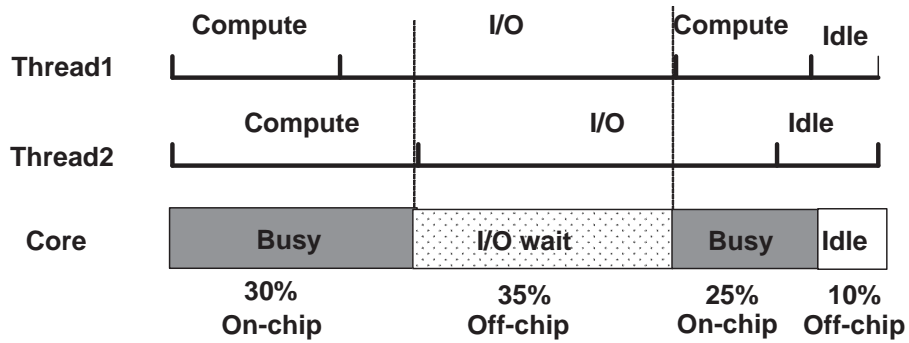 Compute I/O Compute Idle
Thread1
Compute I/O Idle
Thread2
Core Busy I/O wait Busy Idle
30% 35% 25% 10%
On-chip Off-chip On-chip Off-chip